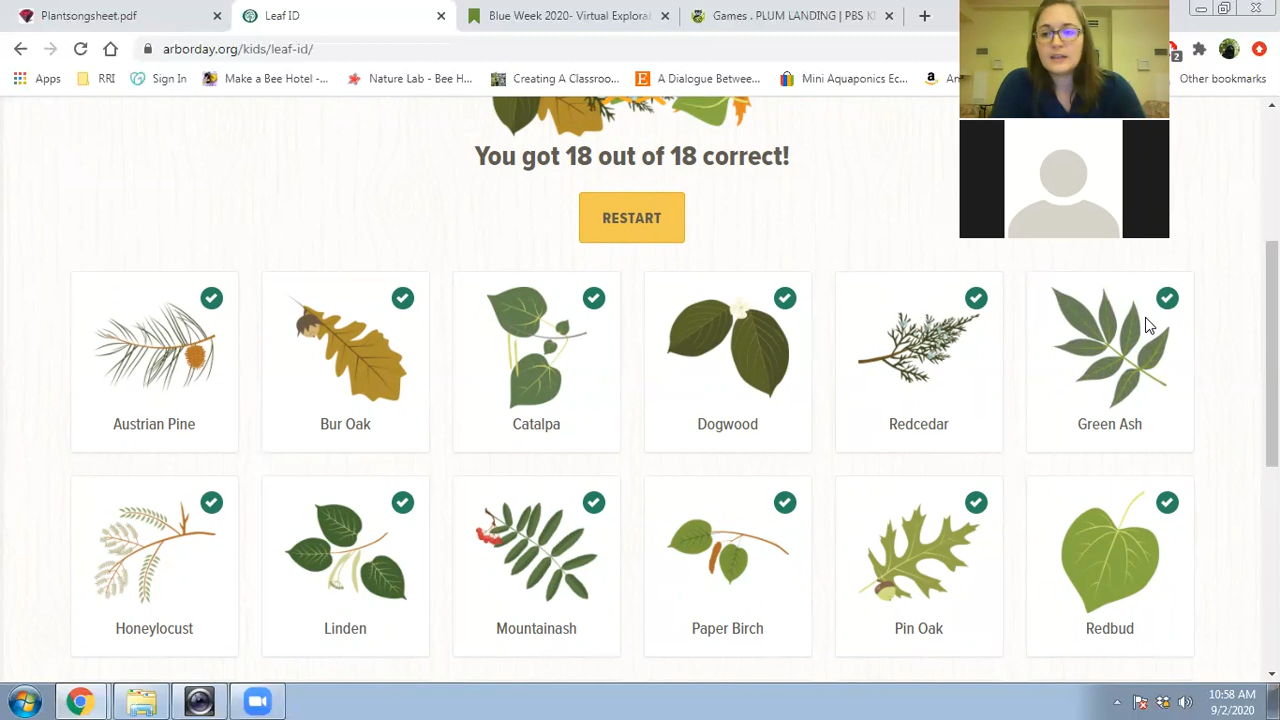 Plantsongsheet.pdf
Leaf ID
Blue Week 2020- Virtual Explora
Games . PLUM LANDING | PBS KI
arborday.org/kids/leaf-id/
2
Apps
RRI
Sign In
Make a Bee Hotel -...
Nature Lab - Bee H...
Creating A Classroo...
A Dialogue Betwee...
Mini Aquaponics Ec...
Other bookmarks
You got 18 out of 18 correct!
RESTART
Austrian Pine
Bur Oak
Catalpa
Dogwood
Redcedar
Green Ash
Honeylocust
Linden
Mountainash
Paper Birch
Pin Oak
Redbud
10:58 AM
9/2/2020